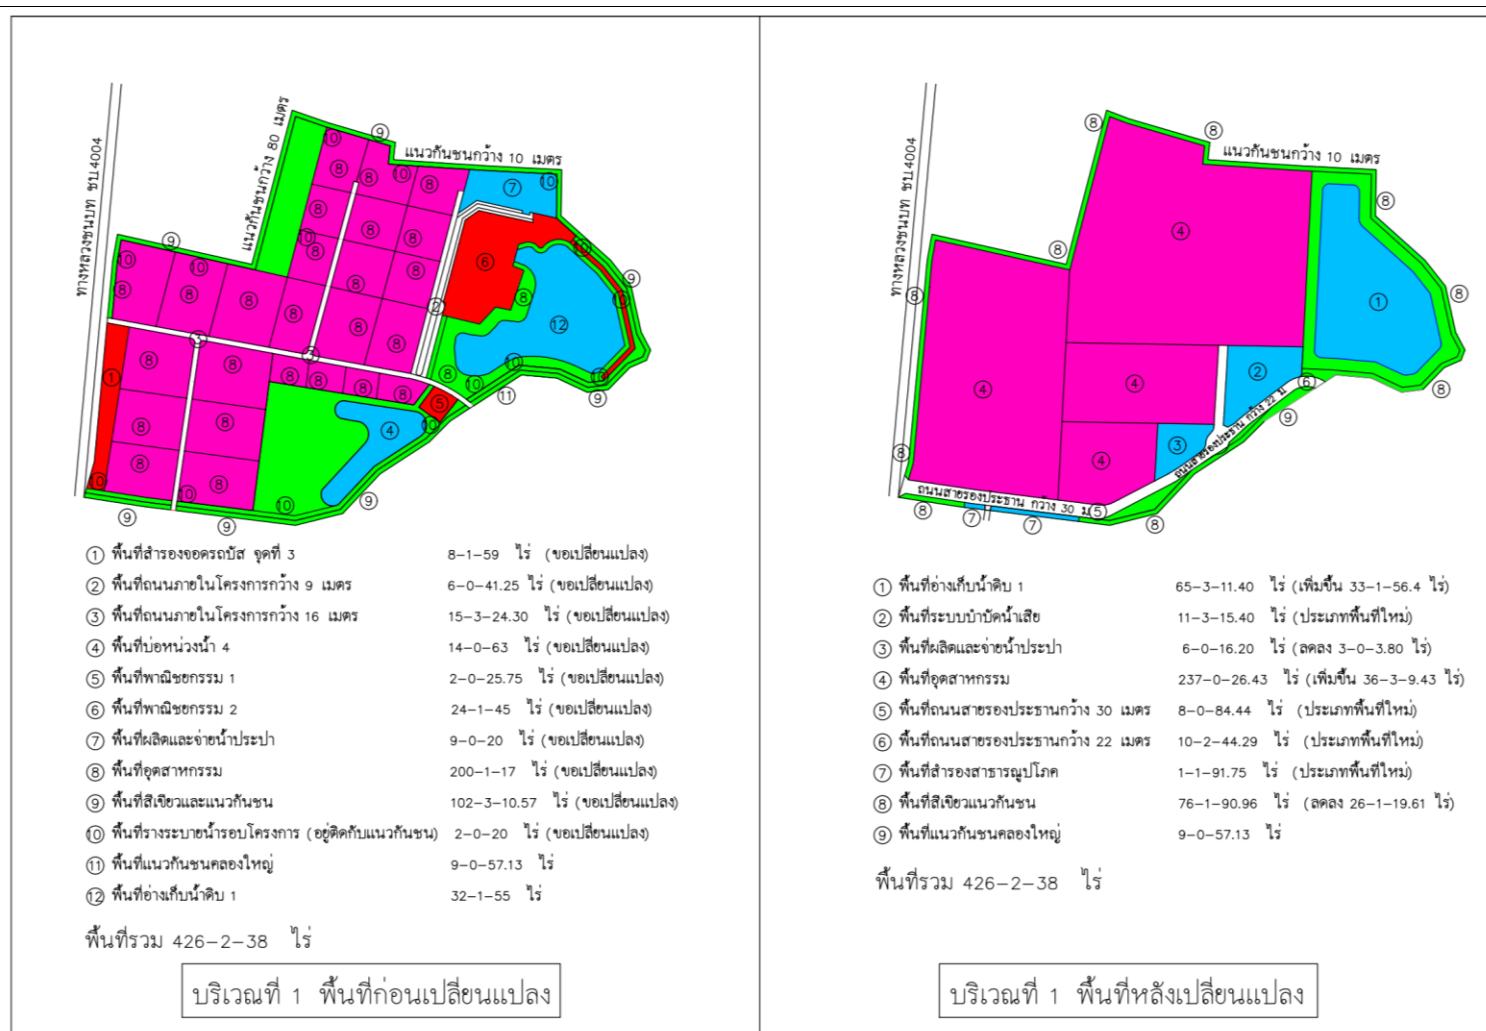 ทางหลวงชนบท ชบ.4004
แนวกันชนกว้าง 80 เมตร
แนวกันชนกว้าง 10 เมตร
① พื้นที่สำรองจอดรถบัส จุดที่ 3 8-1-59 ไร่ (ขอเปลี่ยนแปลง)
② พื้นที่ถนนภายในโครงการกว้าง 9 เมตร 6-0-41.25 ไร่ (ขอเปลี่ยนแปลง)
③ พื้นที่ถนนภายในโครงการกว้าง 16 เมตร 15-3-24.30 ไร่ (ขอเปลี่ยนแปลง)
④ พื้นที่บ่อหน่วงน้ำ 4 14-0-63 ไร่ (ขอเปลี่ยนแปลง)
⑤ พื้นที่พาณิชยกรรม 1 2-0-25.75 ไร่ (ขอเปลี่ยนแปลง)
⑥ พื้นที่พาณิชยกรรม 2 24-1-45 ไร่ (ขอเปลี่ยนแปลง)
⑦ พื้นที่ผลิตและจ่ายน้ำประปา 9-0-20 ไร่ (ขอเปลี่ยนแปลง)
⑧ พื้นที่อุตสาหกรรม 200-1-17 ไร่ (ขอเปลี่ยนแปลง)
⑨ พื้นที่สีเขียวและแนวกันชน 102-3-10.57 ไร่ (ขอเปลี่ยนแปลง)
⑩ พื้นที่รางระบายน้ำรอบโครงการ (อยู่ติดกับแนวกันชน) 2-0-20 ไร่ (ขอเปลี่ยนแปลง)
⑪ พื้นที่แนวกันชนคลองใหญ่ 9-0-57.13 ไร่
⑫ พื้นที่อ่างเก็บน้ำดิบ 1 32-1-55 ไร่
พื้นที่รวม 426-2-38 ไร่
บริเวณที่ 1 พื้นที่ก่อนเปลี่ยนแปลง
ทางหลวงชนบท ชบ.4004
แนวกันชนกว้าง 10 เมตร
ถนนสายรองประธาน กว้าง 22 ม.
ถนนสายรองประธาน กว้าง 30 ม.
① พื้นที่อ่างเก็บน้ำดิบ 1 65-3-11.40 ไร่ (เพิ่มขึ้น 33-1-56.4 ไร่)
② พื้นที่ระบบบำบัดน้ำเสีย 11-3-15.40 ไร่ (ประเภทพื้นที่ใหม่)
③ พื้นที่ผลิตและจ่ายน้ำประปา 6-0-16.20 ไร่ (ลดลง 3-0-3.80 ไร่)
④ พื้นที่อุตสาหกรรม 237-0-26.43 ไร่ (เพิ่มขึ้น 36-3-9.43 ไร่)
⑤ พื้นที่ถนนสายรองประธานกว้าง 30 เมตร 8-0-84.44 ไร่ (ประเภทพื้นที่ใหม่)
⑥ พื้นที่ถนนสายรองประธานกว้าง 22 เมตร 10-2-44.29 ไร่ (ประเภทพื้นที่ใหม่)
⑦ พื้นที่สำรองสาธารณูปโภค 1-1-91.75 ไร่ (ประเภทพื้นที่ใหม่)
⑧ พื้นที่สีเขียวแนวกันชน 76-1-90.96 ไร่ (ลดลง 26-1-19.61 ไร่)
⑨ พื้นที่แนวกันชนคลองใหญ่ 9-0-57.13 ไร่
พื้นที่รวม 426-2-38 ไร่
บริเวณที่ 1 พื้นที่หลังเปลี่ยนแปลง